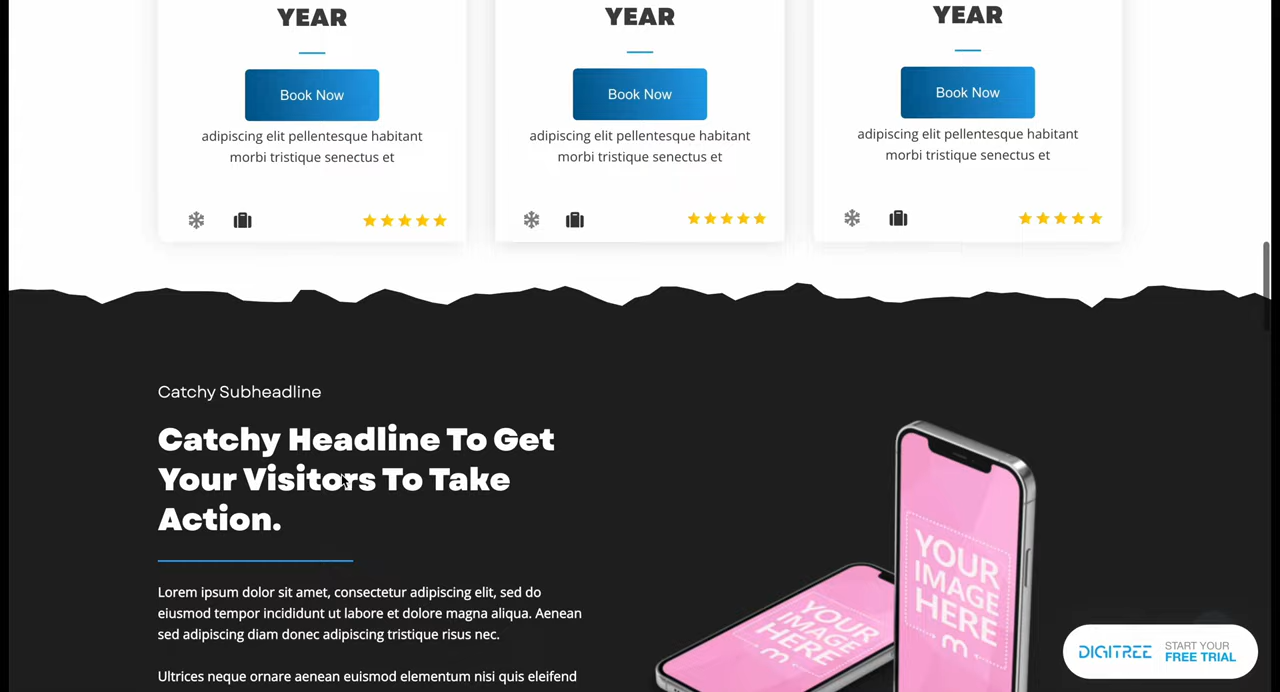 YEAR
YEAR
YEAR
Book Now
Book Now
Book Now
adipiscing elit pellentesque habitant
morbi tristique senectus et
adipiscing elit pellentesque habitant
morbi tristique senectus et
adipiscing elit pellentesque habitant
morbi tristique senectus et
Catchy Subheadline
Catchy Headline To Get
Your Visitors To Take
Action.
Lorem ipsum dolor sit amet, consectetur adipiscing elit, sed do
eiusmod tempor incididunt ut labore et dolore magna aliqua. Aenean
sed adipiscing diam donec adipiscing tristique risus nec.
Ultrices neque ornare aenean euismod elementum nisi quis eleifend
YOUR
IMAGE
HERE
YOUR
IMAGE
HERE
DIGITREE
START YOUR
FREE TRIAL